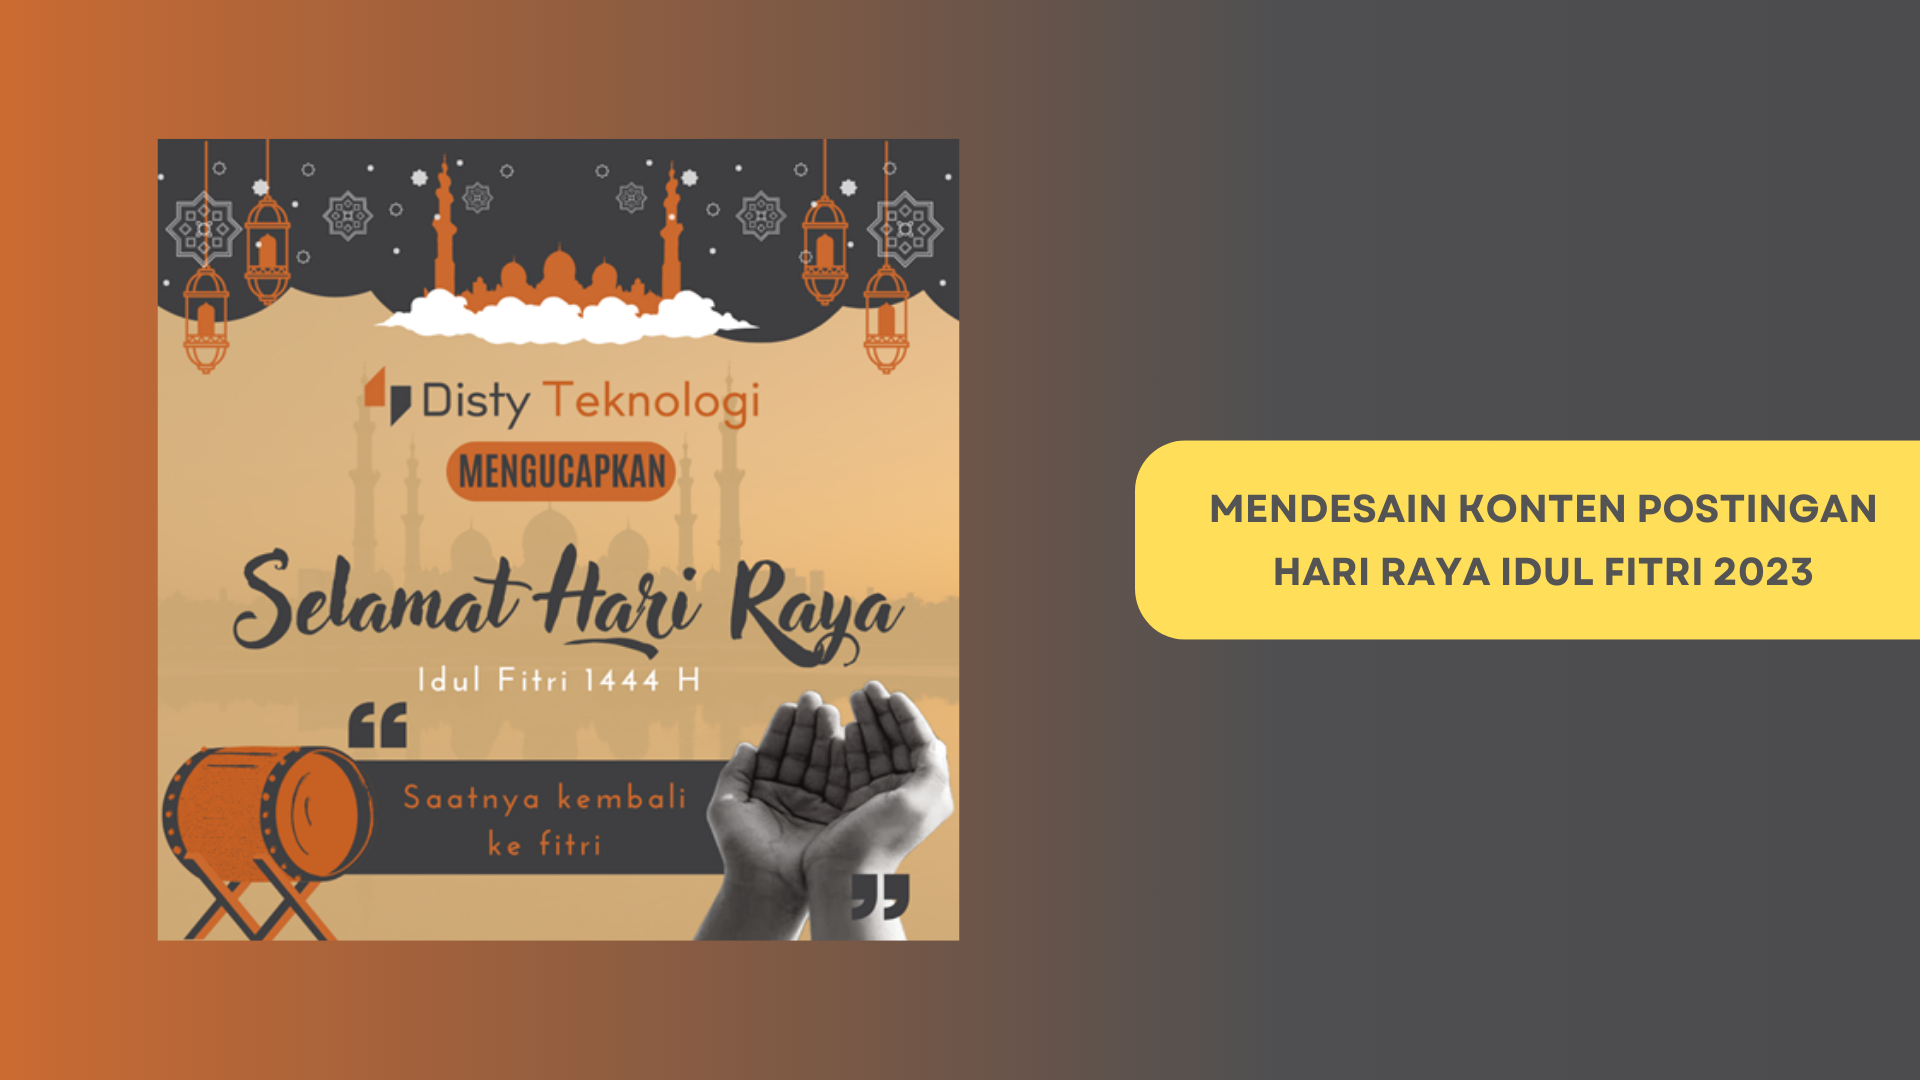 Disty Teknologi
MENGUCAPKAN
Selamat Hari Raya
Idul Fitri 1444 H
“
Saatnya kembali
ke fitri
”
MENDESAIN KONTEN POSTINGAN
HARI RAYA IDUL FITRI 2023